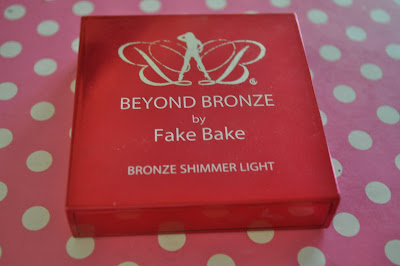 BEYOND BRONZE
by
Fake Bake
BRONZE SHIMMER LIGHT